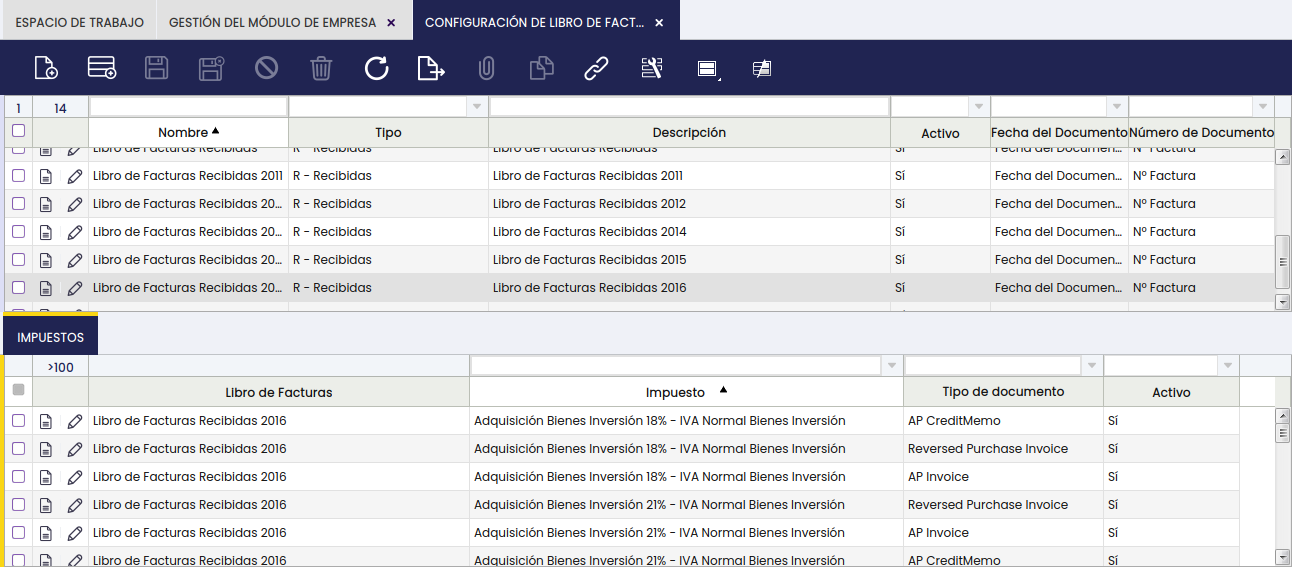 ESPACIO DE TRABAJO GESTIÓN DEL MÓDULO DE EMPRESA × CONFIGURACIÓN DE LIBRO DE FACT... ×
1 14
Nombre Tipo Descripción Activo Fecha del Documento Número de Documento
Libro de Facturas Recibidas R - Recibidas Libro de Facturas Recibidas Sí Fecha del Documen... Nº Factura
Libro de Facturas Recibidas 2011 R - Recibidas Libro de Facturas Recibidas 2011 Sí Fecha del Documen... Nº Factura
Libro de Facturas Recibidas 20... R - Recibidas Libro de Facturas Recibidas 2012 Sí Fecha del Documen... Nº Factura
Libro de Facturas Recibidas 20... R - Recibidas Libro de Facturas Recibidas 2014 Sí Fecha del Documen... Nº Factura
Libro de Facturas Recibidas 20... R - Recibidas Libro de Facturas Recibidas 2015 Sí Fecha del Documen... Nº Factura
Libro de Facturas Recibidas 20... R - Recibidas Libro de Facturas Recibidas 2016 Sí Fecha del Documen... Nº Factura
IMPUESTOS
>100
Libro de Facturas Impuesto Tipo de documento Activo
Libro de Facturas Recibidas 2016 Adquisición Bienes Inversión 18% - IVA Normal Bienes Inversión AP CreditMemo Sí
Libro de Facturas Recibidas 2016 Adquisición Bienes Inversión 18% - IVA Normal Bienes Inversión Reversed Purchase Invoice Sí
Libro de Facturas Recibidas 2016 Adquisición Bienes Inversión 18% - IVA Normal Bienes Inversión AP Invoice Sí
Libro de Facturas Recibidas 2016 Adquisición Bienes Inversión 21% - IVA Normal Bienes Inversión Reversed Purchase Invoice Sí
Libro de Facturas Recibidas 2016 Adquisición Bienes Inversión 21% - IVA Normal Bienes Inversión AP Invoice Sí
Libro de Facturas Recibidas 2016 Adquisición Bienes Inversión 21% - IVA Normal Bienes Inversión AP CreditMemo Sí